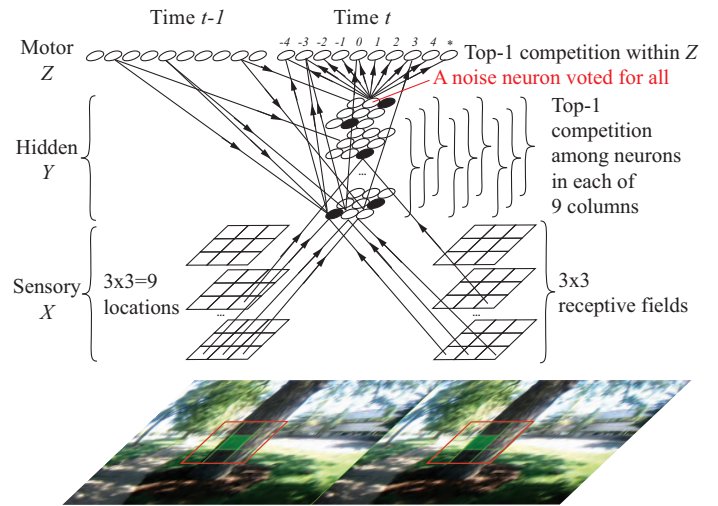 Time t-1
Time t
Motor
Z
-4 -3 -2 -1 0 1 2 3 4 *
Top-1 competition within Z
A noise neuron voted for all
Hidden
Y
...
Top-1
competition
among neurons
in each of
9 columns
Sensory
X
3x3=9
locations
...
...
3x3
receptive fields